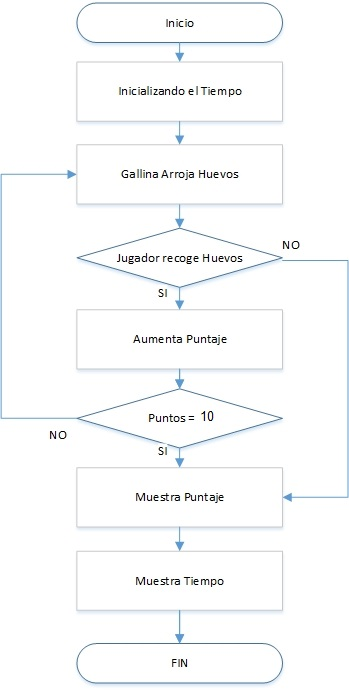 Inicio
Inicializando el Tiempo
Gallina Arroja Huevos
Jugador recoge Huevos
NO
SI
Aumenta Puntaje
Puntos = 10
NO
SI
Muestra Puntaje
Muestra Tiempo
FIN